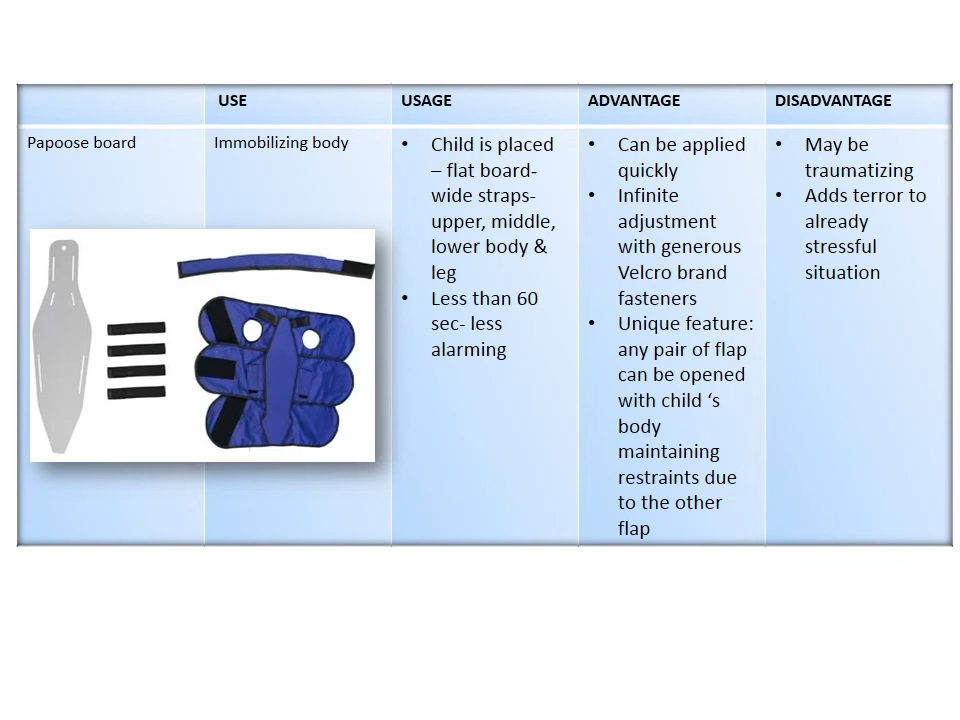 USE
USAGE
ADVANTAGE
DISADVANTAGE
Papoose board
Immobilizing body
• Child is placed
– flat board-
wide straps-
upper, middle,
lower body &
leg
• Less than 60
sec- less
alarming
• Can be applied
quickly
• Infinite
adjustment
with generous
Velcro brand
fasteners
• Unique feature:
any pair of flap
can be opened
with child ‘s
body
maintaining
restraints due
to the other
flap
• May be
traumatizing
• Adds terror to
already
stressful
situation